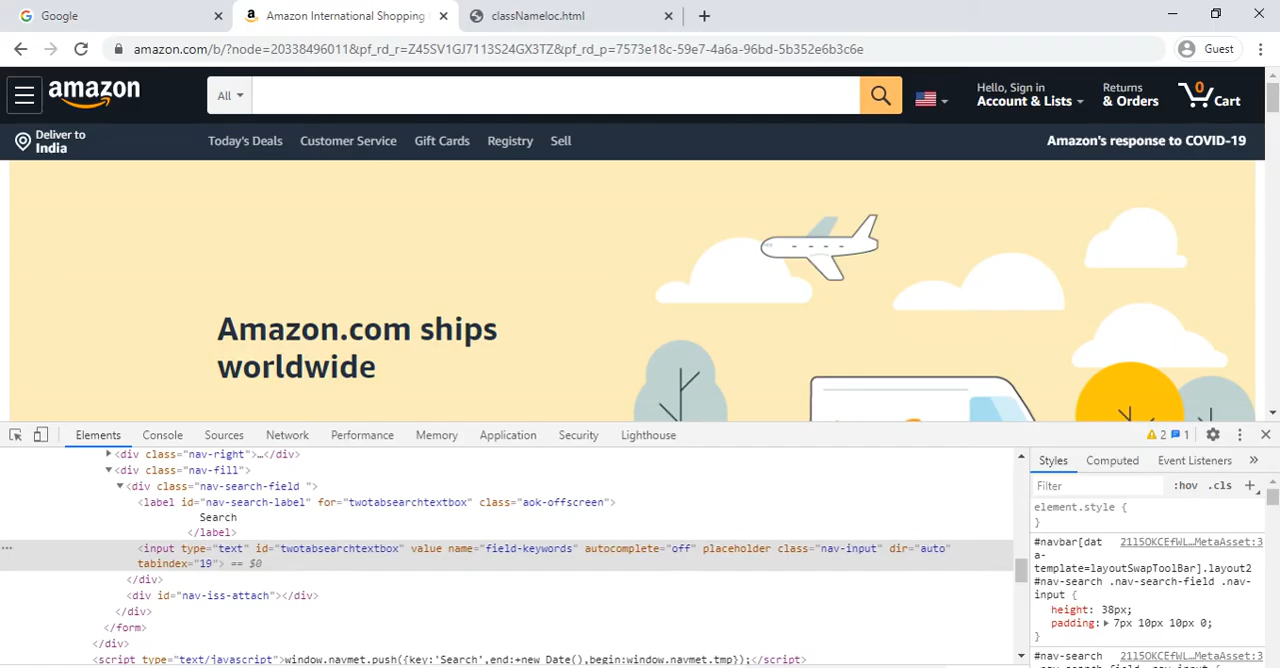 Google
Amazon International Shopping
classNameloc.html
amazon.com/b/?node=20338496011&pf_rd_r=Z45SV1GJ7113S24GX3TZ&pf_rd_p=7573e18c-59e7-4a6a-96bd-5b352e6b3c6e
Guest
amazon
All
Hello, Sign in
Account & Lists
Returns
& Orders
0
Cart
Deliver to
India
Today's Deals
Customer Service
Gift Cards
Registry
Sell
Amazon's response to COVID-19
Amazon.com ships
worldwide
Elements
Console
Sources
Network
Performance
Memory
Application
Security
Lighthouse
2
1
<div class="nav-right">…</div>
<div class="nav-fill">
<div class="nav-search-field ">
<label id="nav-search-label" for="twotabsearchtextbox" class="aok-offscreen">
Search
</label>
<input type="text" id="twotabsearchtextbox" value name="field-keywords" autocomplete="off" placeholder class="nav-input" dir="auto"
tabindex="19"> == $0
</div>
<div id="nav-iss-attach"></div>
</div>
</form>
</div>
<script type="text/javascript">window.navmet.push({key:'Search',end:+new Date(),begin:window.navmet.tmp});</script>
Styles
Computed
Event Listeners
»
Filter
:hov
.cls
+
element.style {
}
#navbar[dat
2115OKCEfWL…MetaAsset:3
a-
template=layoutSwapToolBar].layout2
#nav-search .nav-search-field .nav-
input {
height: 38px;
padding: 7px 10px 10px 0;
}
#nav-search
2115OKCEfWL…MetaAsset:3